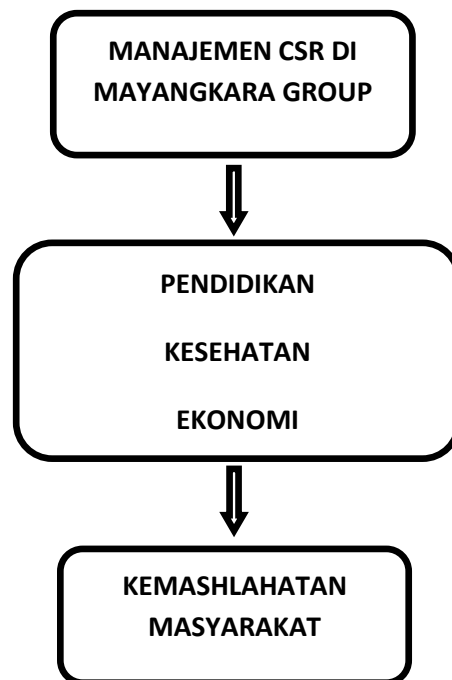 MANAJEMEN CSR DI
MAYANGKARA GROUP
PENDIDIKAN
KESEHATAN
EKONOMI
KEMASHLAHATAN
MASYARAKAT